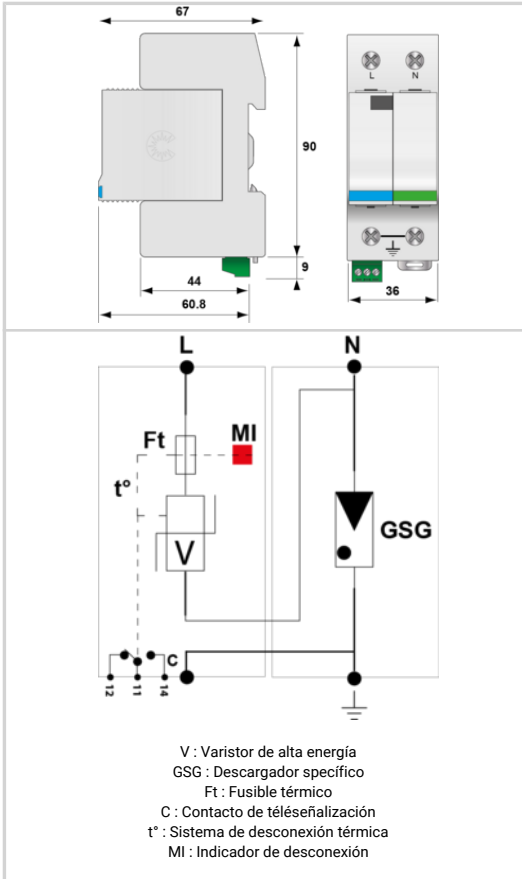 67
L N
90
9
44
60.8
36
L N
Ft MI
t°
V
GSG
C
12 11 14
V : Varistor de alta energía
GSG : Descargador específico
Ft : Fusible térmico
C : Contacto de téléseñalización
t° : Sistema de desconexión térmica
MI : Indicador de desconexión